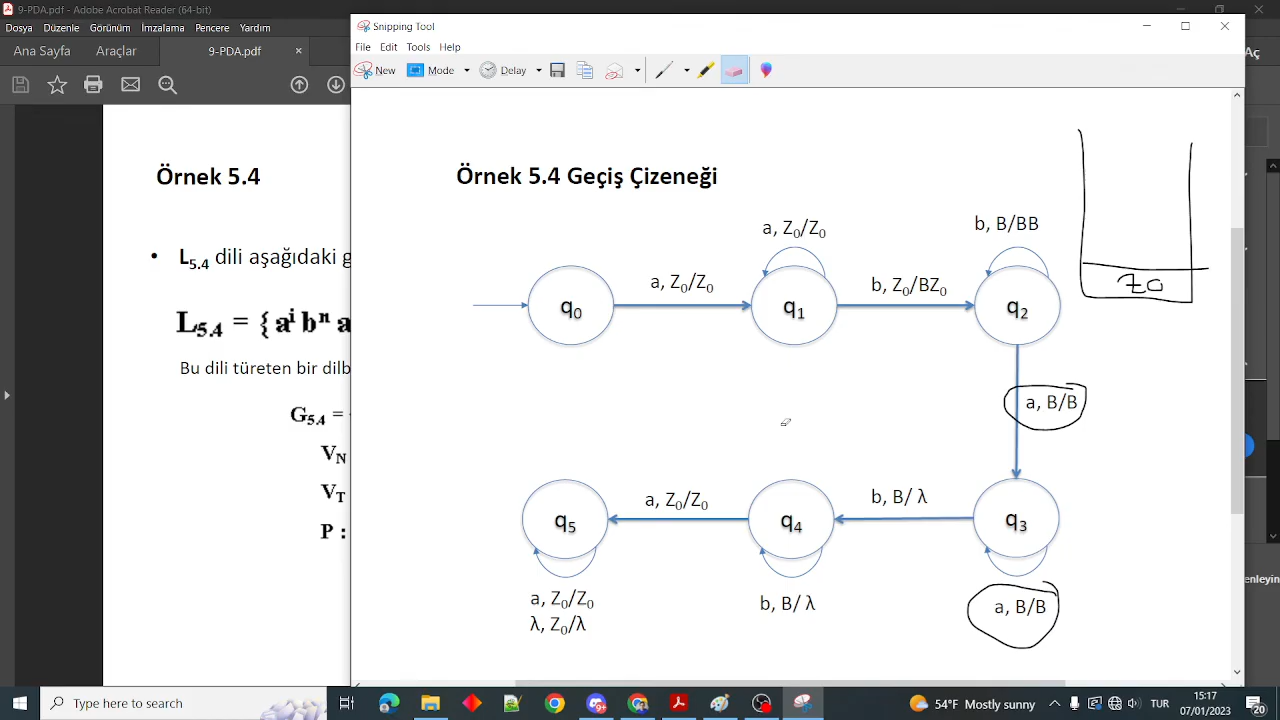 9-PDA.pdf - Adobe Acrobat Reader (64-bit)
Dosya Düzenle Görünüm İmzalama Pencere Yardım
Ana Sayfa Araçlar 9-PDA.pdf ×
Snipping Tool
File Edit Tools Help
New Mode Delay
Aç
Örnek 5.4
• L5.4 dili aşağıdaki g
L5.4 = { aⁱ bⁿ a
Bu dili türeten bir dilb
G5.4 =
VN
VT
P :
Örnek 5.4 Geçiş Çizeneği
a, Z0/Z0
b, B/BB
a, Z0/Z0
b, Z0/BZ0
q0
q1
q2
Z0
a, B/B
a, Z0/Z0
b, B/ λ
q5
q4
q3
a, Z0/Z0
λ, Z0/λ
b, B/ λ
a, B/B
enleyin
Type here to search
54°F Mostly sunny
TUR
15:17
07/01/2023
20